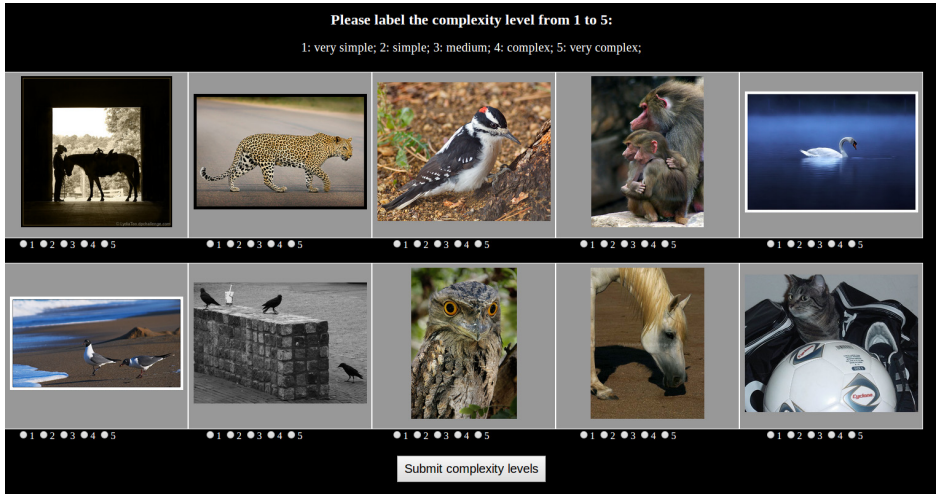 Please label the complexity level from 1 to 5:
1: very simple; 2: simple; 3: medium; 4: complex; 5: very complex;
1 2 3 4 5
1 2 3 4 5
1 2 3 4 5
1 2 3 4 5
1 2 3 4 5
Cyclone
1 2 3 4 5
1 2 3 4 5
1 2 3 4 5
1 2 3 4 5
1 2 3 4 5
Submit complexity levels